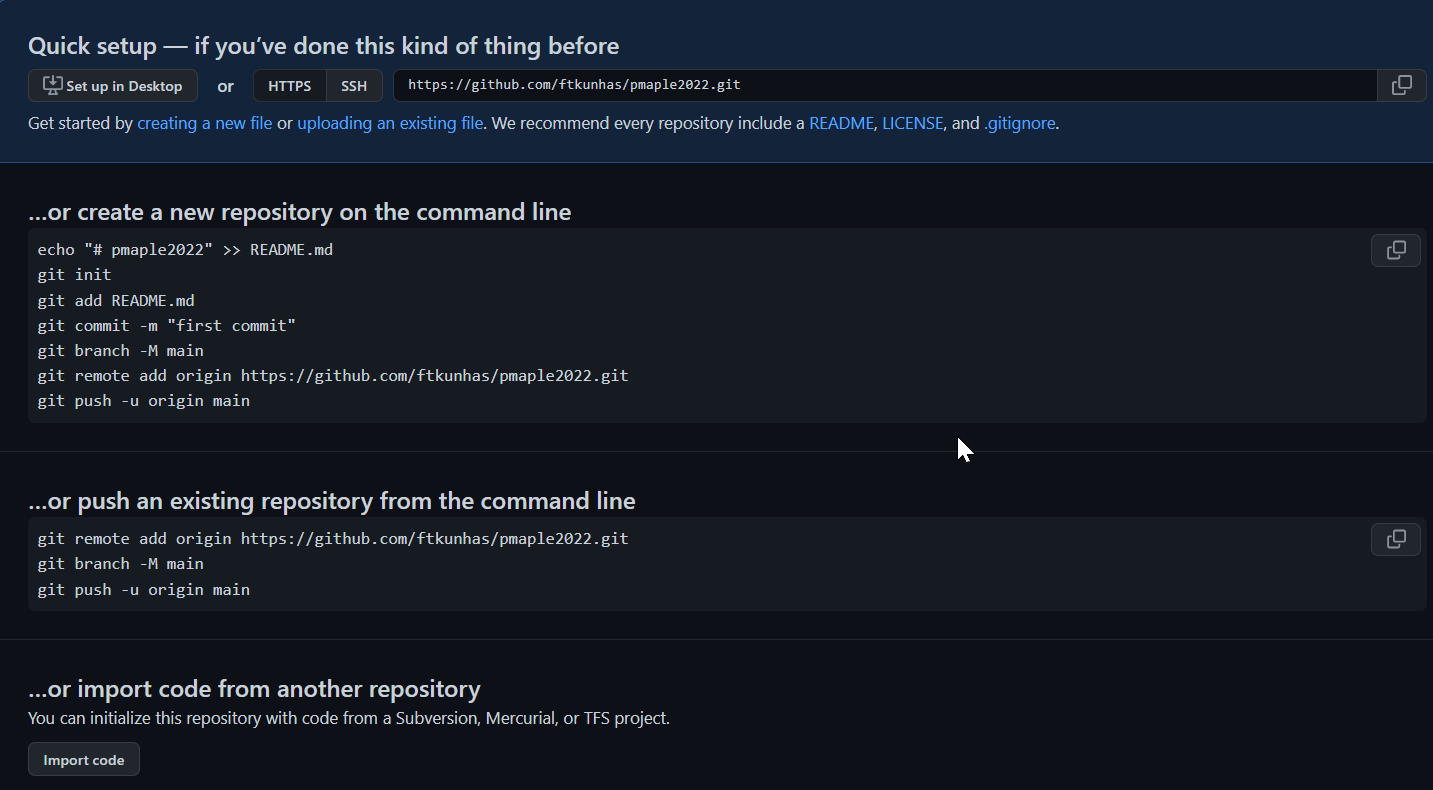 Quick setup — if you’ve done this kind of thing before
Set up in Desktop or HTTPS SSH https://github.com/ftkunhas/pmaple2022.git
Get started by creating a new file or uploading an existing file. We recommend every repository include a README, LICENSE, and .gitignore.
…or create a new repository on the command line
echo "# pmaple2022" >> README.md
git init
git add README.md
git commit -m "first commit"
git branch -M main
git remote add origin https://github.com/ftkunhas/pmaple2022.git
git push -u origin main
…or push an existing repository from the command line
git remote add origin https://github.com/ftkunhas/pmaple2022.git
git branch -M main
git push -u origin main
…or import code from another repository
You can initialize this repository with code from a Subversion, Mercurial, or TFS project.
Import code